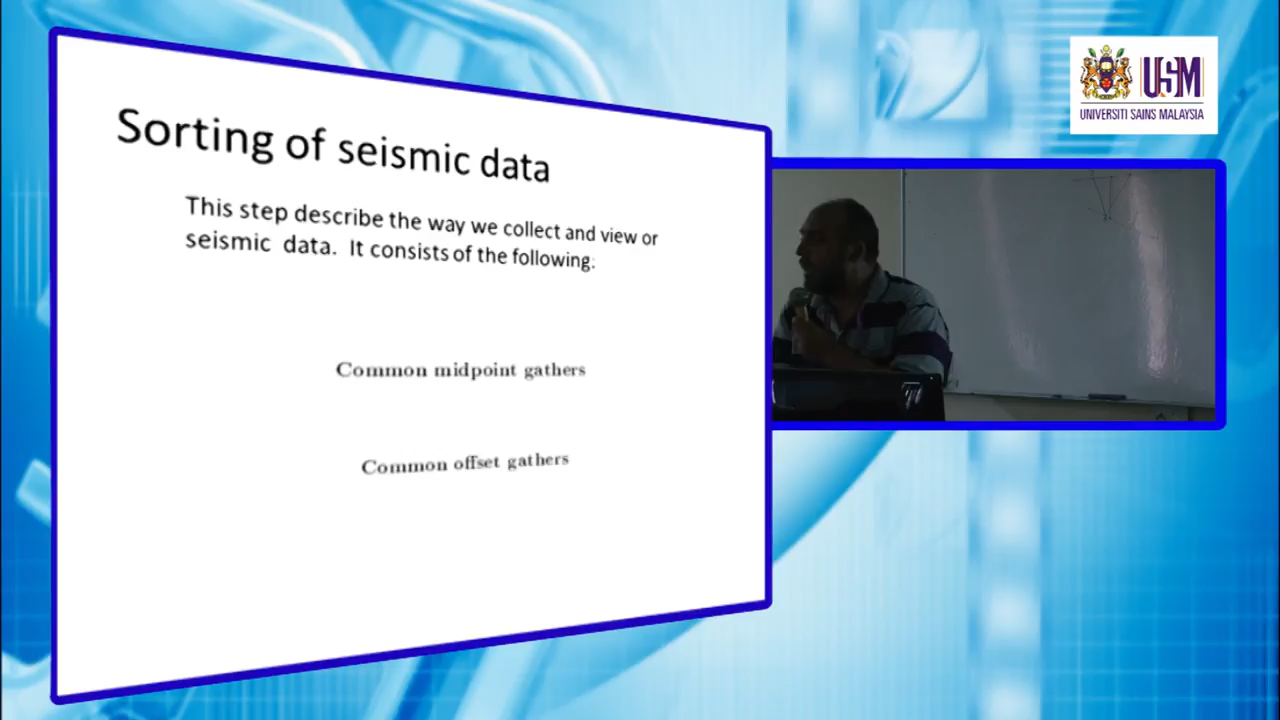 Sorting of seismic data
This step describe the way we collect and view or
seismic data. It consists of the following:
Common midpoint gathers
Common offset gathers
USM
UNIVERSITI SAINS MALAYSIA